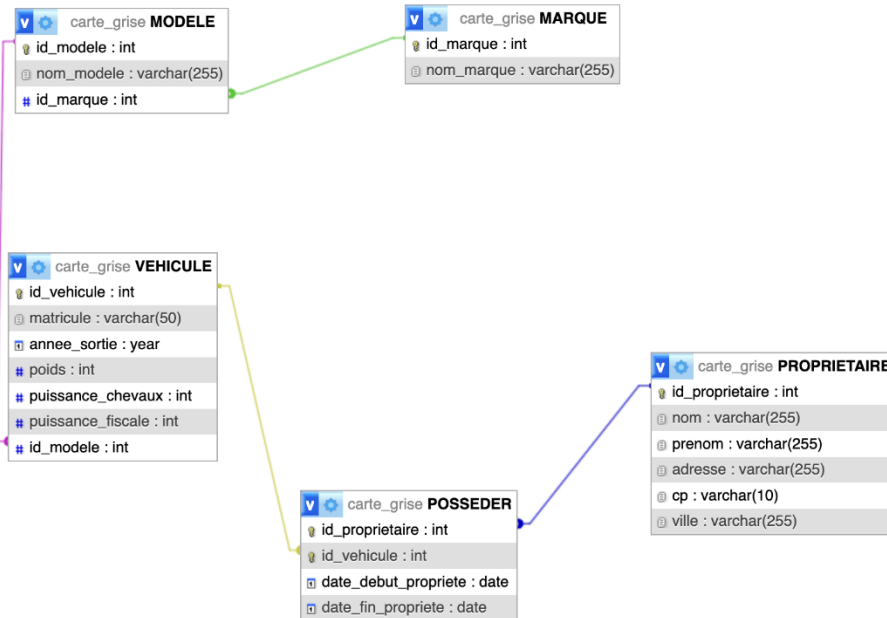 carte_grise MODELE
id_modele : int
nom_modele : varchar(255)
# id_marque : int
carte_grise MARQUE
id_marque : int
nom_marque : varchar(255)
carte_grise VEHICULE
id_vehicule : int
matricule : varchar(50)
annee_sortie : year
# poids : int
# puissance_chevaux : int
# puissance_fiscale : int
# id_modele : int
carte_grise POSSEDER
id_proprietaire : int
id_vehicule : int
date_debut_propriete : date
date_fin_propriete : date
carte_grise PROPRIETAIRE
id_proprietaire : int
nom : varchar(255)
prenom : varchar(255)
adresse : varchar(255)
cp : varchar(10)
ville : varchar(255)